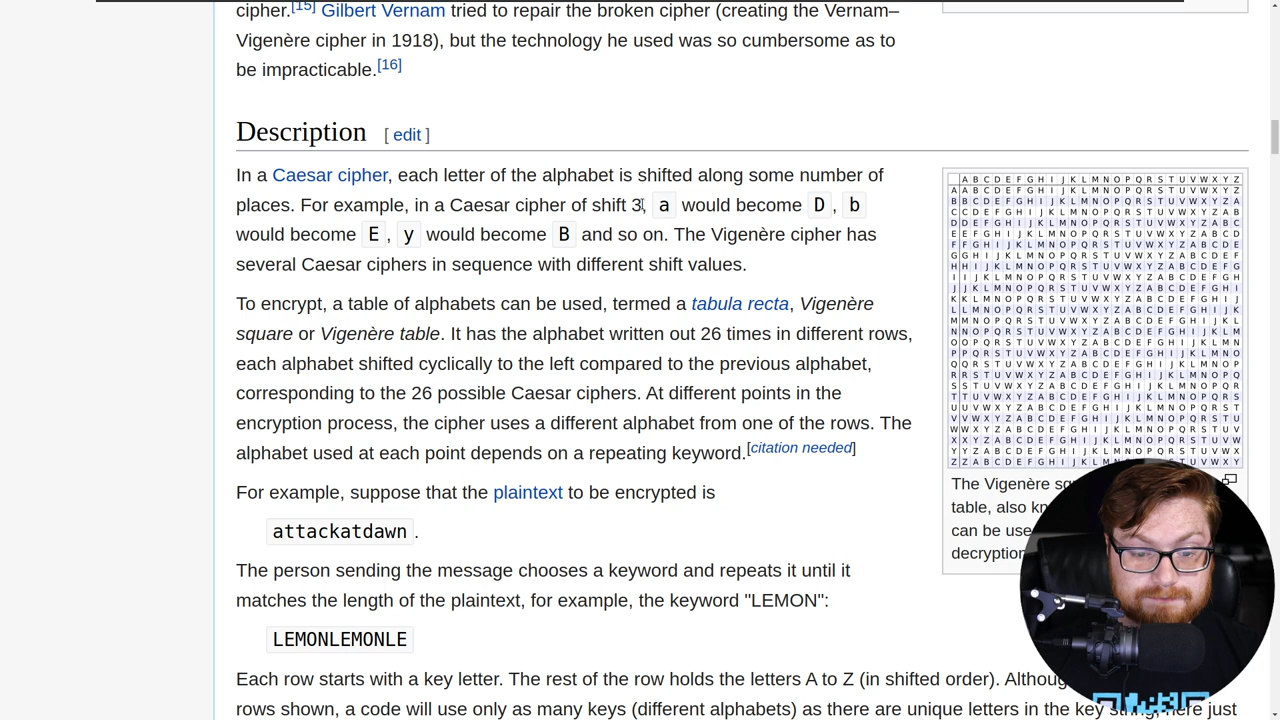 cipher.[15] Gilbert Vernam tried to repair the broken cipher (creating the Vernam–
Vigenère cipher in 1918), but the technology he used was so cumbersome as to
be impracticable.[16]
Description [ edit ]
In a Caesar cipher, each letter of the alphabet is shifted along some number of
places. For example, in a Caesar cipher of shift 3, a would become D, b
would become E, y would become B and so on. The Vigenère cipher has
several Caesar ciphers in sequence with different shift values.
To encrypt, a table of alphabets can be used, termed a tabula recta, Vigenère
square or Vigenère table. It has the alphabet written out 26 times in different rows,
each alphabet shifted cyclically to the left compared to the previous alphabet,
corresponding to the 26 possible Caesar ciphers. At different points in the
encryption process, the cipher uses a different alphabet from one of the rows. The
alphabet used at each point depends on a repeating keyword.[citation needed]
For example, suppose that the plaintext to be encrypted is
attackatdawn.
The person sending the message chooses a keyword and repeats it until it
matches the length of the plaintext, for example, the keyword "LEMON":
LEMONLEMONLE
Each row starts with a key letter. The rest of the row holds the letters A to Z (in shifted order).
rows shown, a code will use only as many keys (different alphabets) as there are unique letters in the key just
A B C D E F G H I J K L M N O P Q R S T U V W X Y Z
A A B C D E F G H I J K L M N O P Q R S T U V W X Y Z
B B C D E F G H I J K L M N O P Q R S T U V W X Y Z A
C C D E F G H I J K L M N O P Q R S T U V W X Y Z A B
D D E F G H I J K L M N O P Q R S T U V W X Y Z A B C
E E F G H I J K L M N O P Q R S T U V W X Y Z A B C D
F F G H I J K L M N O P Q R S T U V W X Y Z A B C D E
G G H I J K L M N O P Q R S T U V W X Y Z A B C D E F
H H I J K L M N O P Q R S T U V W X Y Z A B C D E F G
I I J K L M N O P Q R S T U V W X Y Z A B C D E F G H
J J K L M N O P Q R S T U V W X Y Z A B C D E F G H I
K K L M N O P Q R S T U V W X Y Z A B C D E F G H I J
L L M N O P Q R S T U V W X Y Z A B C D E F G H I J K
M M N O P Q R S T U V W X Y Z A B C D E F G H I J K L
N N O P Q R S T U V W X Y Z A B C D E F G H I J K L M
O O P Q R S T U V W X Y Z A B C D E F G H I J K L M N
P P Q R S T U V W X Y Z A B C D E F G H I J K L M N O
Q Q R S T U V W X Y Z A B C D E F G H I J K L M N O P
R R S T U V W X Y Z A B C D E F G H I J K L M N O P Q
S S T U V W X Y Z A B C D E F G H I J K L M N O P Q R
T T U V W X Y Z A B C D E F G H I J K L M N O P Q R S
U U V W X Y Z A B C D E F G H I J K L M N O P Q R S T
V V W X Y Z A B C D E F G H I J K L M N O P Q R S T U
W W X Y Z A B C D E F G H I J K L M N O P Q R S T U V
X X Y Z A B C D E F G H I J K L M N O P Q R S T U V W
Y Y Z A B C D E F G H I J K L M N O P Q R S T U V W X
Z Z A B C D E F G H I J K L M N O P Q R S T U V W X Y
The Vigenère
table, also
can be
decryption